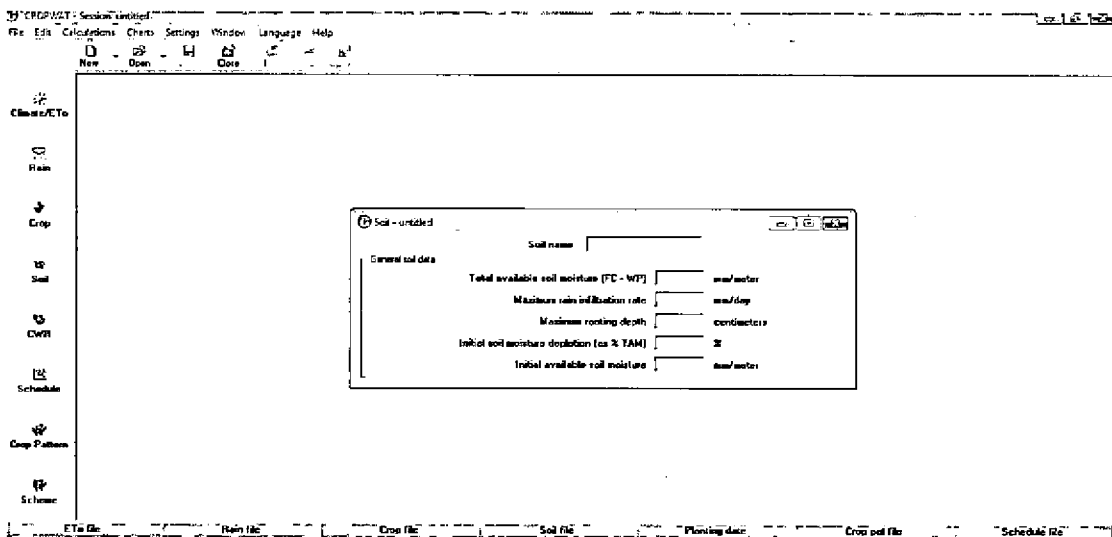 CROPWAT - Session: untitled
File Edit Calculations Charts Settings Window Language Help
New Open Close
Climate/ETo
Rain
Crop
Soil
CWR
Schedule
Crop Pattern
Scheme
Soil - untitled
Soil name
General soil data
Total available soil moisture (FC - WP) mm/meter
Maximum rain infiltration rate mm/day
Maximum rooting depth centimeters
Initial soil moisture depletion (as % TAM) %
Initial available soil moisture mm/meter
ETo file Rain file Crop file Soil file Planting date Crop pat file Schedule file